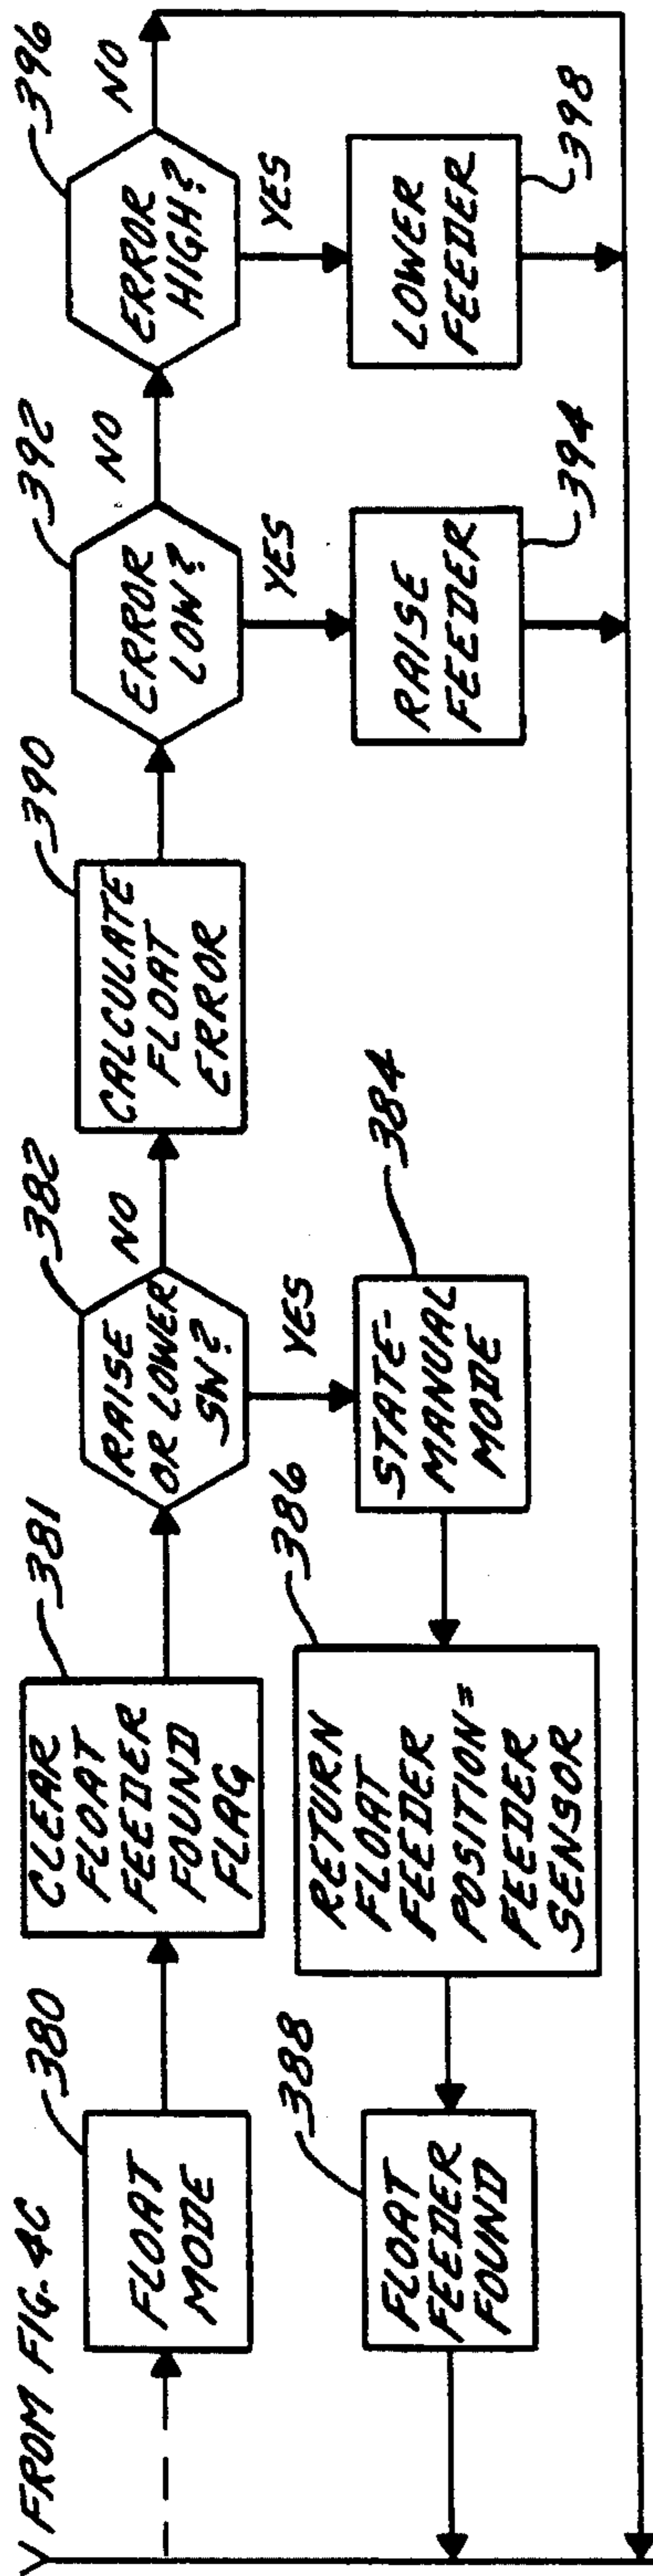 FROM FIG. 4C
380
FLOAT
MODE
381
CLEAR
FLOAT
FEEDER
FOUND
FLAG
382
RAISE
OR LOWER
SW?
NO
YES
384
STATE-
MANUAL
MODE
386
RETURN
FLOAT
FEEDER
POSITION=
FEEDER
SENSOR
388
FLOAT
FEEDER
FOUND
390
CALCULATE
FLOAT
ERROR
392
ERROR
LOW?
NO
YES
394
RAISE
FEEDER
396
ERROR
HIGH?
NO
YES
398
LOWER
FEEDER